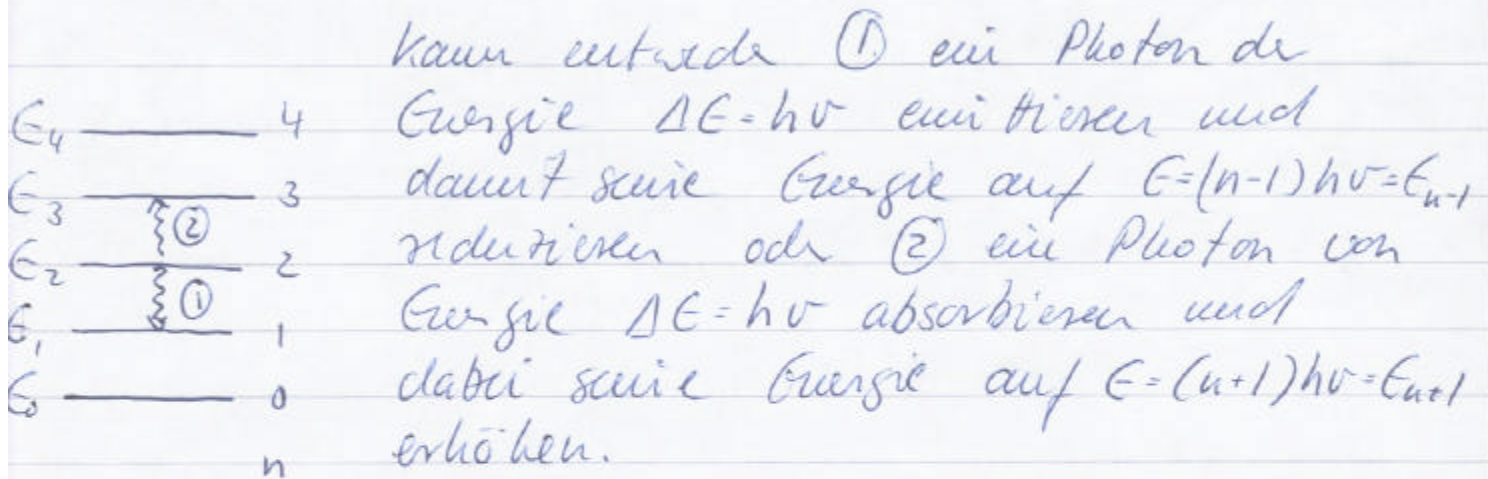 kann entweder ① ein Photon der
E₄ 4 Energie ΔE=hν emittieren und
E₃ 3 damit seine Energie auf E=(n-1)hν=Eₙ₋₁
② reduzieren oder ② ein Photon von
E₂ 2
① Energie ΔE=hν absorbieren und
E₁ 1
E₀ 0 dabei seine Energie auf E=(n+1)hν=Eₙ₊₁
n erhöhen.